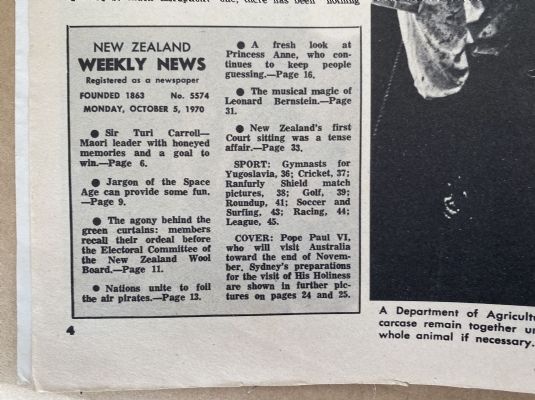 there has been nothing
NEW ZEALAND
WEEKLY NEWS
Registered as a newspaper
FOUNDED 1863 No. 5574
MONDAY, OCTOBER 5, 1970
● Sir Turi Carroll—
Maori leader with honeyed
memories and a goal to
win.—Page 6.
● Jargon of the Space
Age can provide some fun.
—Page 9.
● The agony behind the
green curtains: members
recall their ordeal before
the Electoral Committee of
the New Zealand Wool
Board.—Page 11.
● Nations unite to foil
the air pirates.—Page 13.
● A fresh look at
Princess Anne, who con-
tinues to keep people
guessing.—Page 16.
● The musical magic of
Leonard Bernstein.—Page
31.
● New Zealand's first
Court sitting was a tense
affair.—Page 33.
SPORT: Gymnasts for
Yugoslavia, 36; Cricket, 37;
Ranfurly Shield match
pictures, 38; Golf, 39;
Roundup, 41; Soccer and
Surfing, 43; Racing, 44;
League, 45.
COVER: Pope Paul VI,
who will visit Australia
toward the end of Novem-
ber. Sydney's preparations
for the visit of His Holiness
are shown in further pic-
tures on pages 24 and 25.
4
A Department of Agricultu
carcase remain together u
whole animal if necessary.